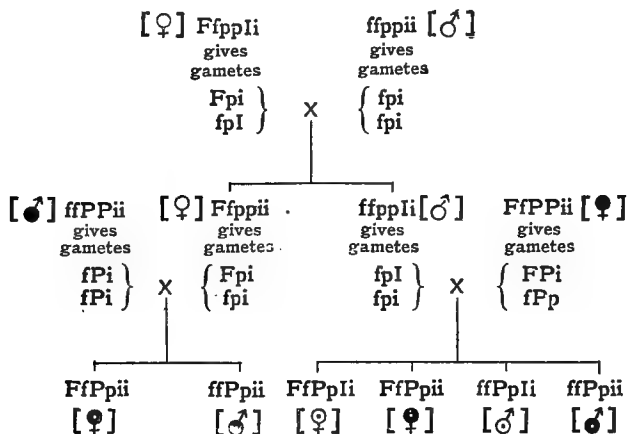 [♀] FfppIi ffppii [♂]
gives gives
gametes gametes
Fpi } { fpi
fpI } x { fpi
[♂] ffPPii [♀] Ffppii ffppIi [♂] FfPPii [♀]
gives gives gives gives
gametes gametes gametes gametes
fPi } { Fpi fpI } { FPi
fPi } x { fpi fpi } x { fPp
FfPpii ffPpii FfPpIi FfPpii ffPpIi ffPpii
[♀] [♂] [♀] [♀] [♂] [♂]